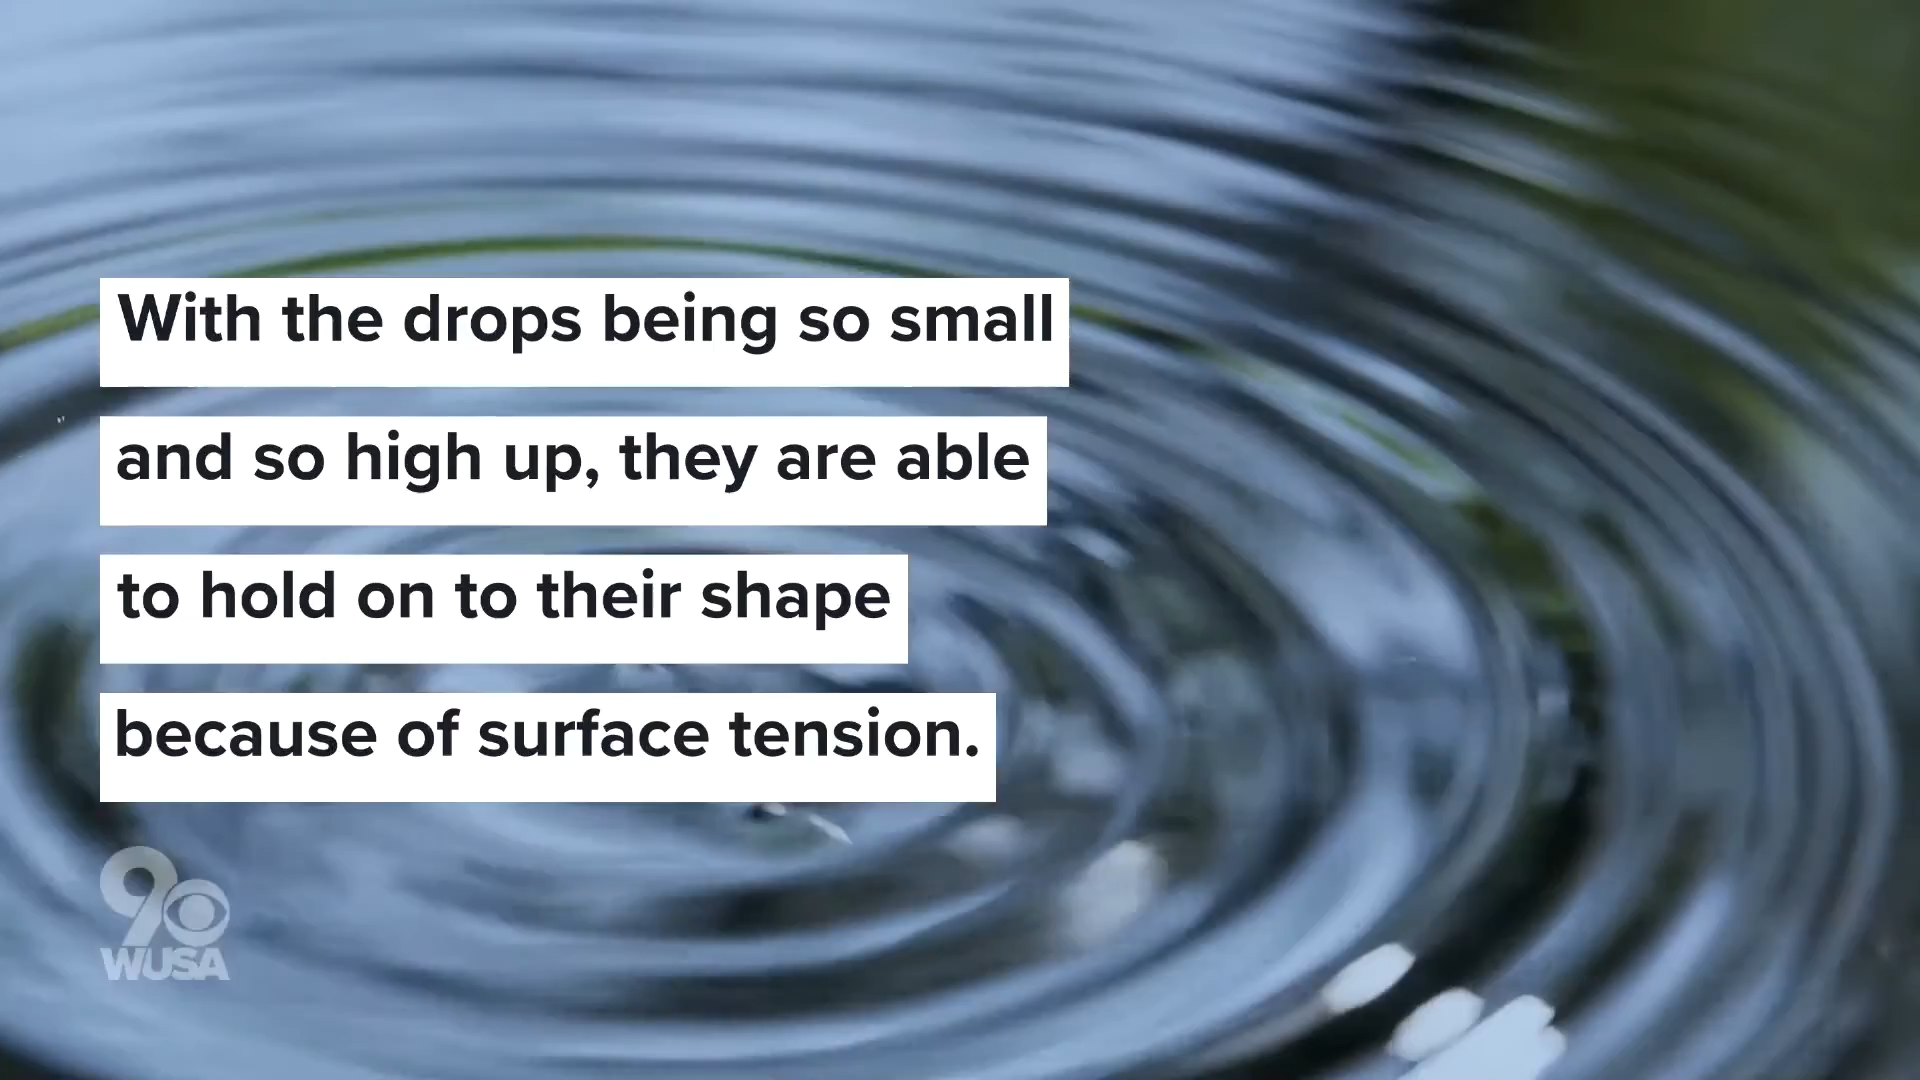 With the drops being so small
and so high up, they are able
to hold on to their shape
because of surface tension.
9
WUSA